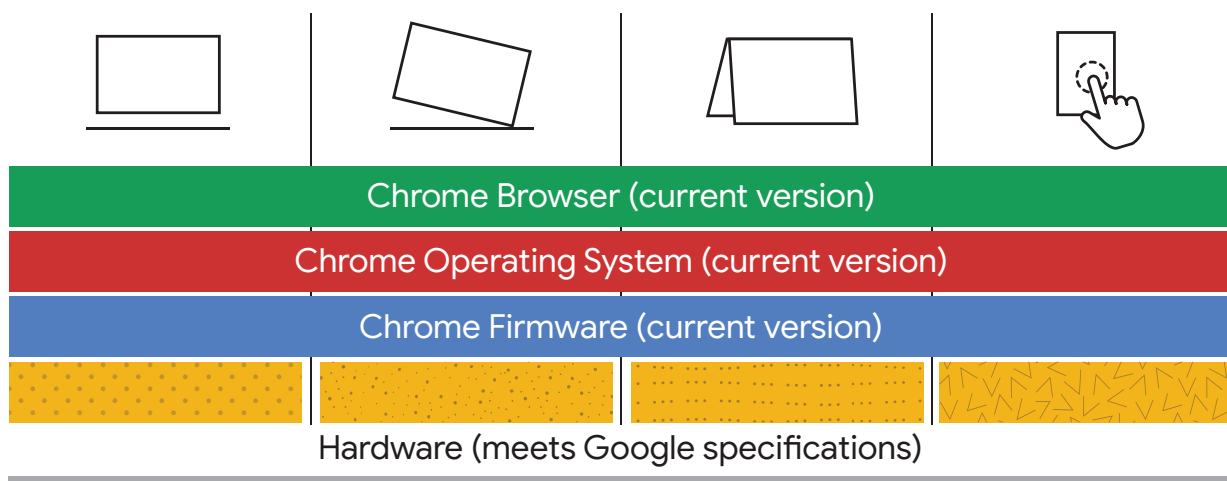 Chrome Browser (current version)
Chrome Operating System (current version)
Chrome Firmware (current version)
Hardware (meets Google specifications)